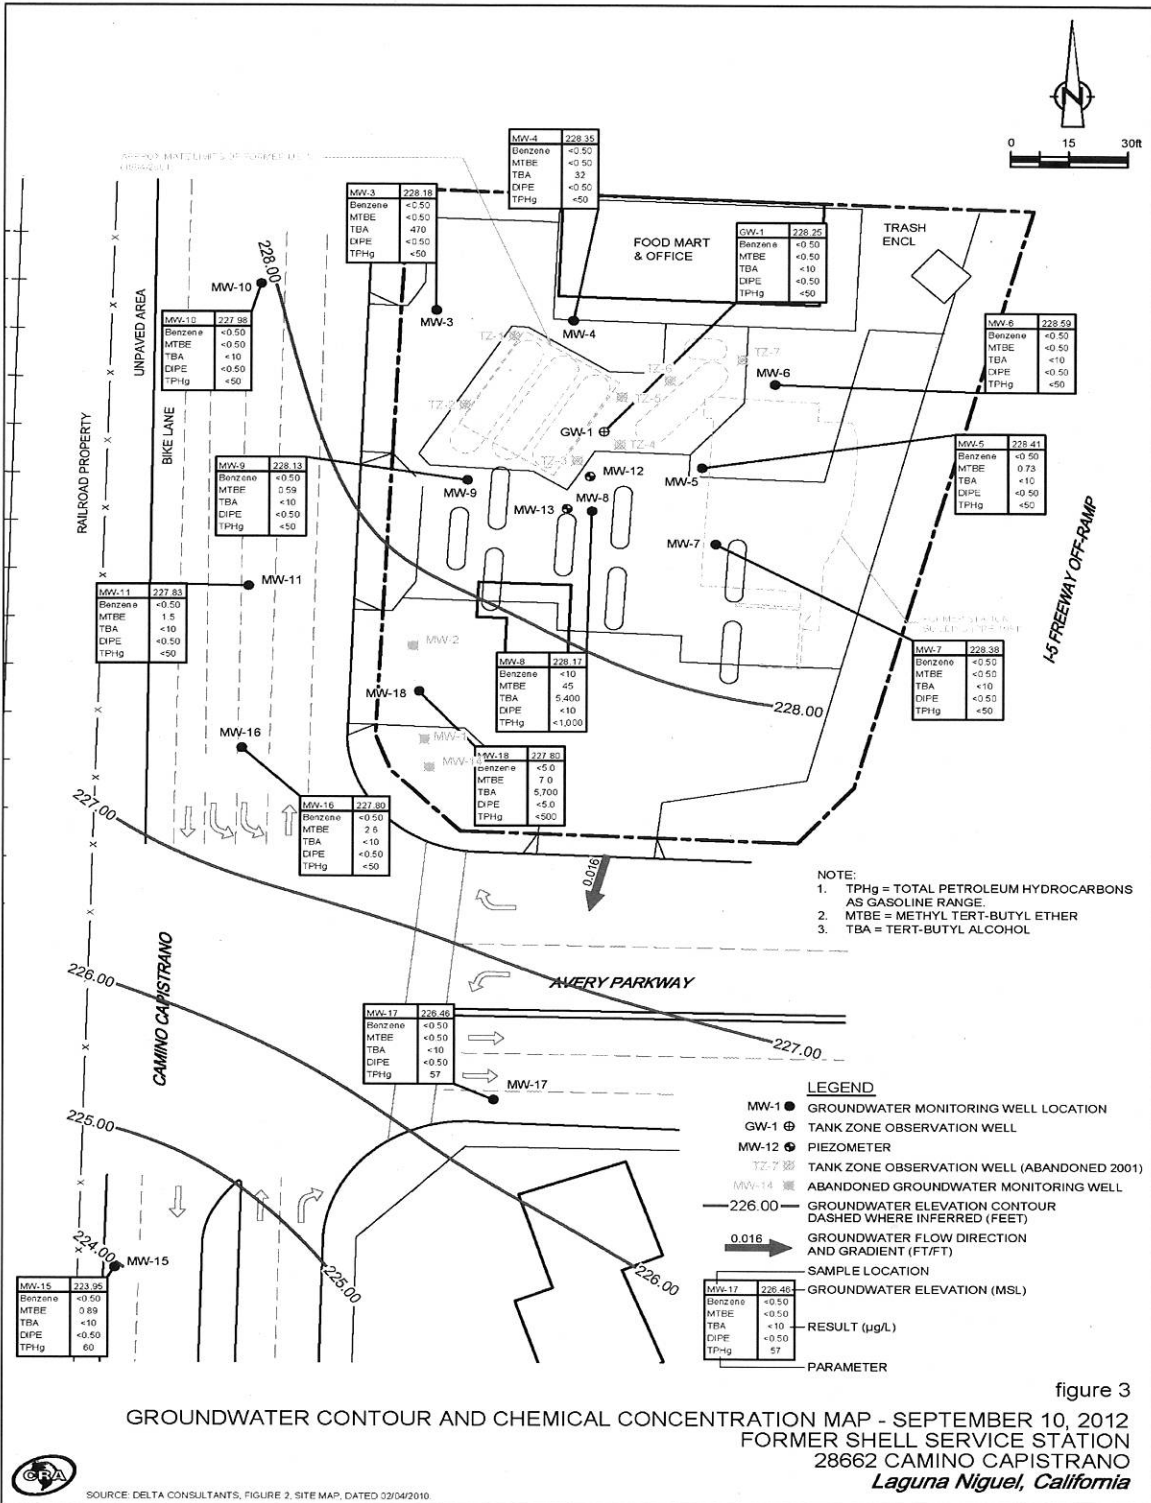 N
0 15 30ft
MW-4 228.35
Benzene <0.50
MTBE <0.50
TBA 32
DIPE <0.50
TPHg <50
MW-3 228.18
Benzene <0.50
MTBE <0.50
TBA 470
DIPE <0.50
TPHg <50
FOOD MART
& OFFICE
GW-1 228.25
Benzene <0.50
MTBE <0.50
TBA <10
DIPE <0.50
TPHg <50
TRASH
ENCL
228.00
MW-10
MW-10 227.98
Benzene <0.50
MTBE <0.50
TBA <10
DIPE <0.50
TPHg <50
MW-3
MW-4
MW-6 228.59
Benzene <0.50
MTBE <0.50
TBA <10
DIPE <0.50
TPHg <50
UNPAVED AREA
BIKE LANE
RAILROAD PROPERTY
TZ-1
TZ-7
TZ-6
MW-6
TZ-2
TZ-5
GW-1
TZ-4
TZ-3
MW-12
MW-5
MW-5 228.41
Benzene <0.50
MTBE 0.73
TBA <10
DIPE <0.50
TPHg <50
MW-9 228.13
Benzene <0.50
MTBE 0.59
TBA <10
DIPE <0.50
TPHg <50
MW-9
MW-8
MW-13
MW-7
I-5 FREEWAY OFF-RAMP
MW-11
MW-11 227.83
Benzene <0.50
MTBE 1.5
TBA <10
DIPE <0.50
TPHg <50
MW-2
MW-8 228.17
Benzene <10
MTBE 45
TBA 5,400
DIPE <10
TPHg <1,000
MW-7 228.38
Benzene <0.50
MTBE <0.50
TBA <10
DIPE <0.50
TPHg <50
MW-18
228.00
MW-16
MW-1
MW-14
MW-18 227.80
Benzene <5.0
MTBE 7.0
TBA 5,700
DIPE <5.0
TPHg <500
227.00
MW-16 227.80
Benzene <0.50
MTBE 2.6
TBA <10
DIPE <0.50
TPHg <50
0.016
NOTE:
1. TPHg = TOTAL PETROLEUM HYDROCARBONS
AS GASOLINE RANGE.
2. MTBE = METHYL TERT-BUTYL ETHER
3. TBA = TERT-BUTYL ALCOHOL
226.00
CAMINO CAPISTRANO
AVERY PARKWAY
MW-17 226.46
Benzene <0.50
MTBE <0.50
TBA <10
DIPE <0.50
TPHg 57
227.00
MW-17
225.00
LEGEND
MW-1 GROUNDWATER MONITORING WELL LOCATION
GW-1 TANK ZONE OBSERVATION WELL
MW-12 PIEZOMETER
TZ-7 TANK ZONE OBSERVATION WELL (ABANDONED 2001)
MW-14 ABANDONED GROUNDWATER MONITORING WELL
226.00 GROUNDWATER ELEVATION CONTOUR
DASHED WHERE INFERRED (FEET)
0.016 GROUNDWATER FLOW DIRECTION
AND GRADIENT (FT/FT)
224.00
MW-15
225.00
226.00
MW-15 223.95
Benzene <0.50
MTBE 0.89
TBA <10
DIPE <0.50
TPHg 60
SAMPLE LOCATION
MW-17 226.46 GROUNDWATER ELEVATION (MSL)
Benzene <0.50
MTBE <0.50
TBA <10 RESULT (µg/L)
DIPE <0.50
TPHg 57
PARAMETER
figure 3
GROUNDWATER CONTOUR AND CHEMICAL CONCENTRATION MAP - SEPTEMBER 10, 2012
FORMER SHELL SERVICE STATION
28662 CAMINO CAPISTRANO
Laguna Niguel, California
CRA
SOURCE: DELTA CONSULTANTS, FIGURE 2, SITE MAP, DATED 02/04/2010.